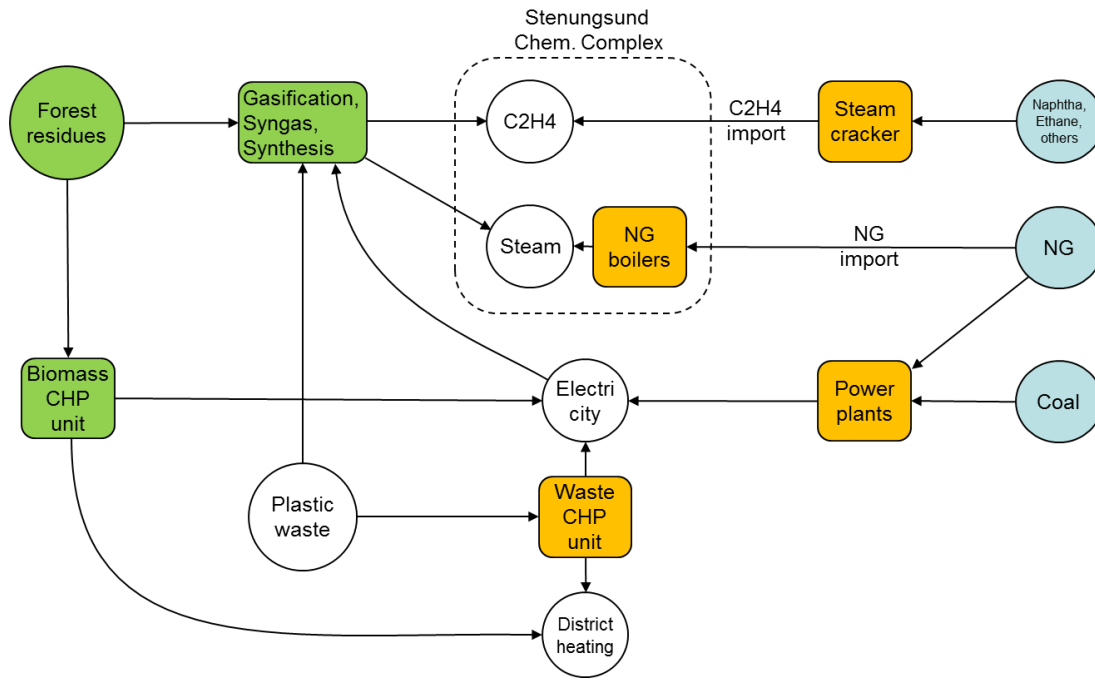 Stenungsund
Chem. Complex
Forest
residues
Gasification,
Syngas,
Synthesis
C2H4
C2H4
import
Steam
cracker
Naphtha,
Ethane,
others
Steam
NG
boilers
NG
import
NG
Biomass
CHP
unit
Electri
city
Power
plants
Coal
Plastic
waste
Waste
CHP
unit
District
heating